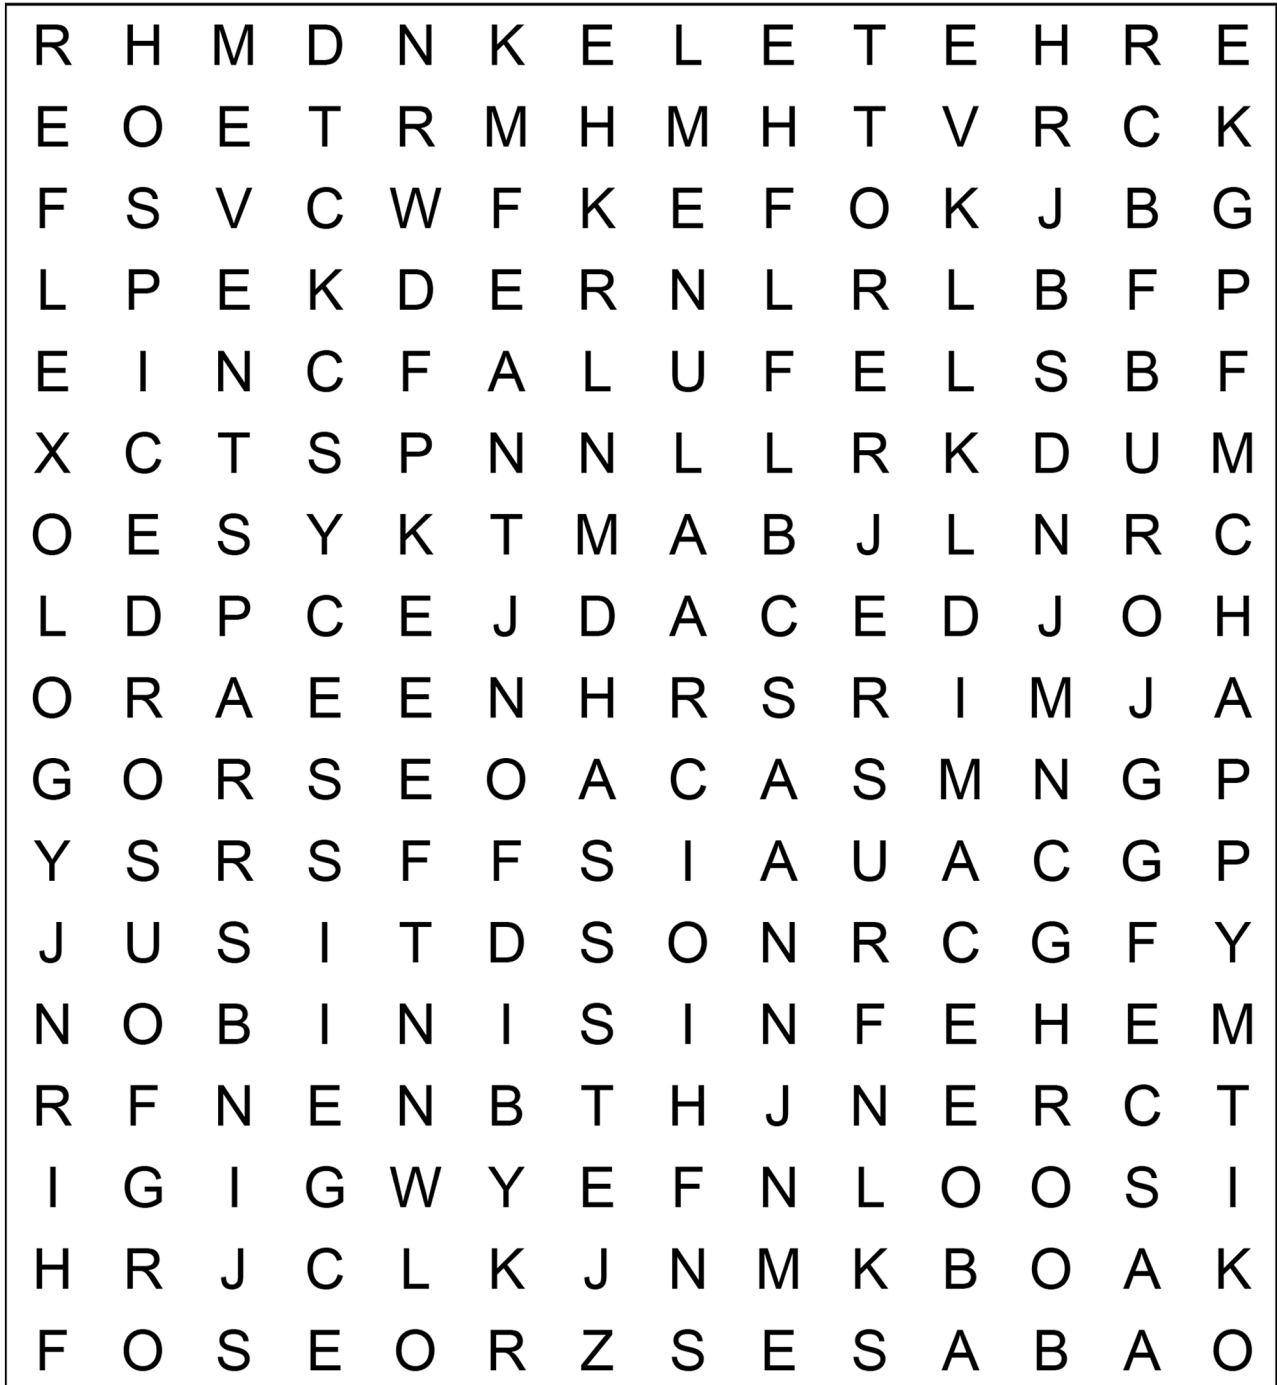 R H M D N K E L E T E H R E
E O E T R M H M H T V R C K
F S V C W F K E F O K J B G
L P E K D E R N L R L B F P
E I N C F A L U F E L S B F
X C T S P N N L L R K D U M
O E S Y K T M A B J L N R C
L D P C E J D A C E D J O H
O R A E E N H R S R I M J A
G O R S E O A C A S M N G P
Y S R S F F S I A U A C G P
J U S I T D S O N R C G F Y
N O B I N I S I N F E H E M
R F N E N B T H J N E R C T
I G I G W Y E F N L O O S I
H R J C L K J N M K B O A K
F O S E O R Z S E S A B A O